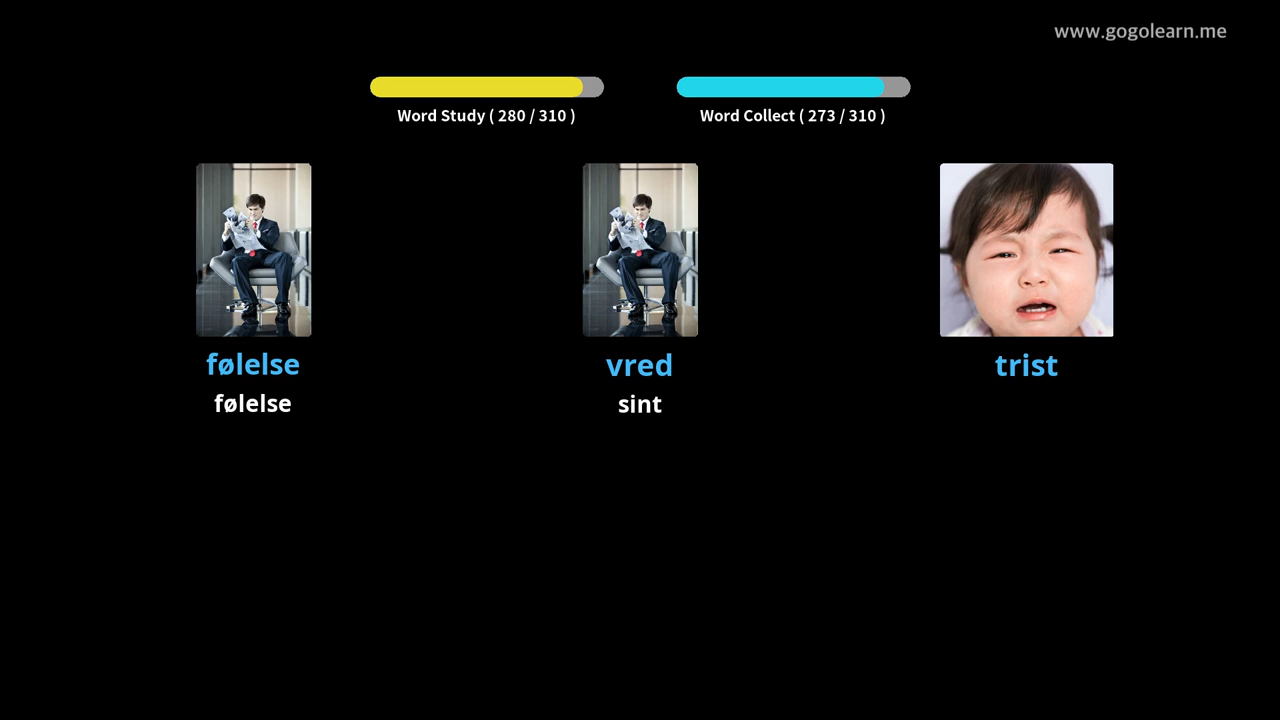 www.gogolearn.me
Word Study ( 280 / 310 )
Word Collect ( 273 / 310 )
følelse
vred
trist
følelse
sint